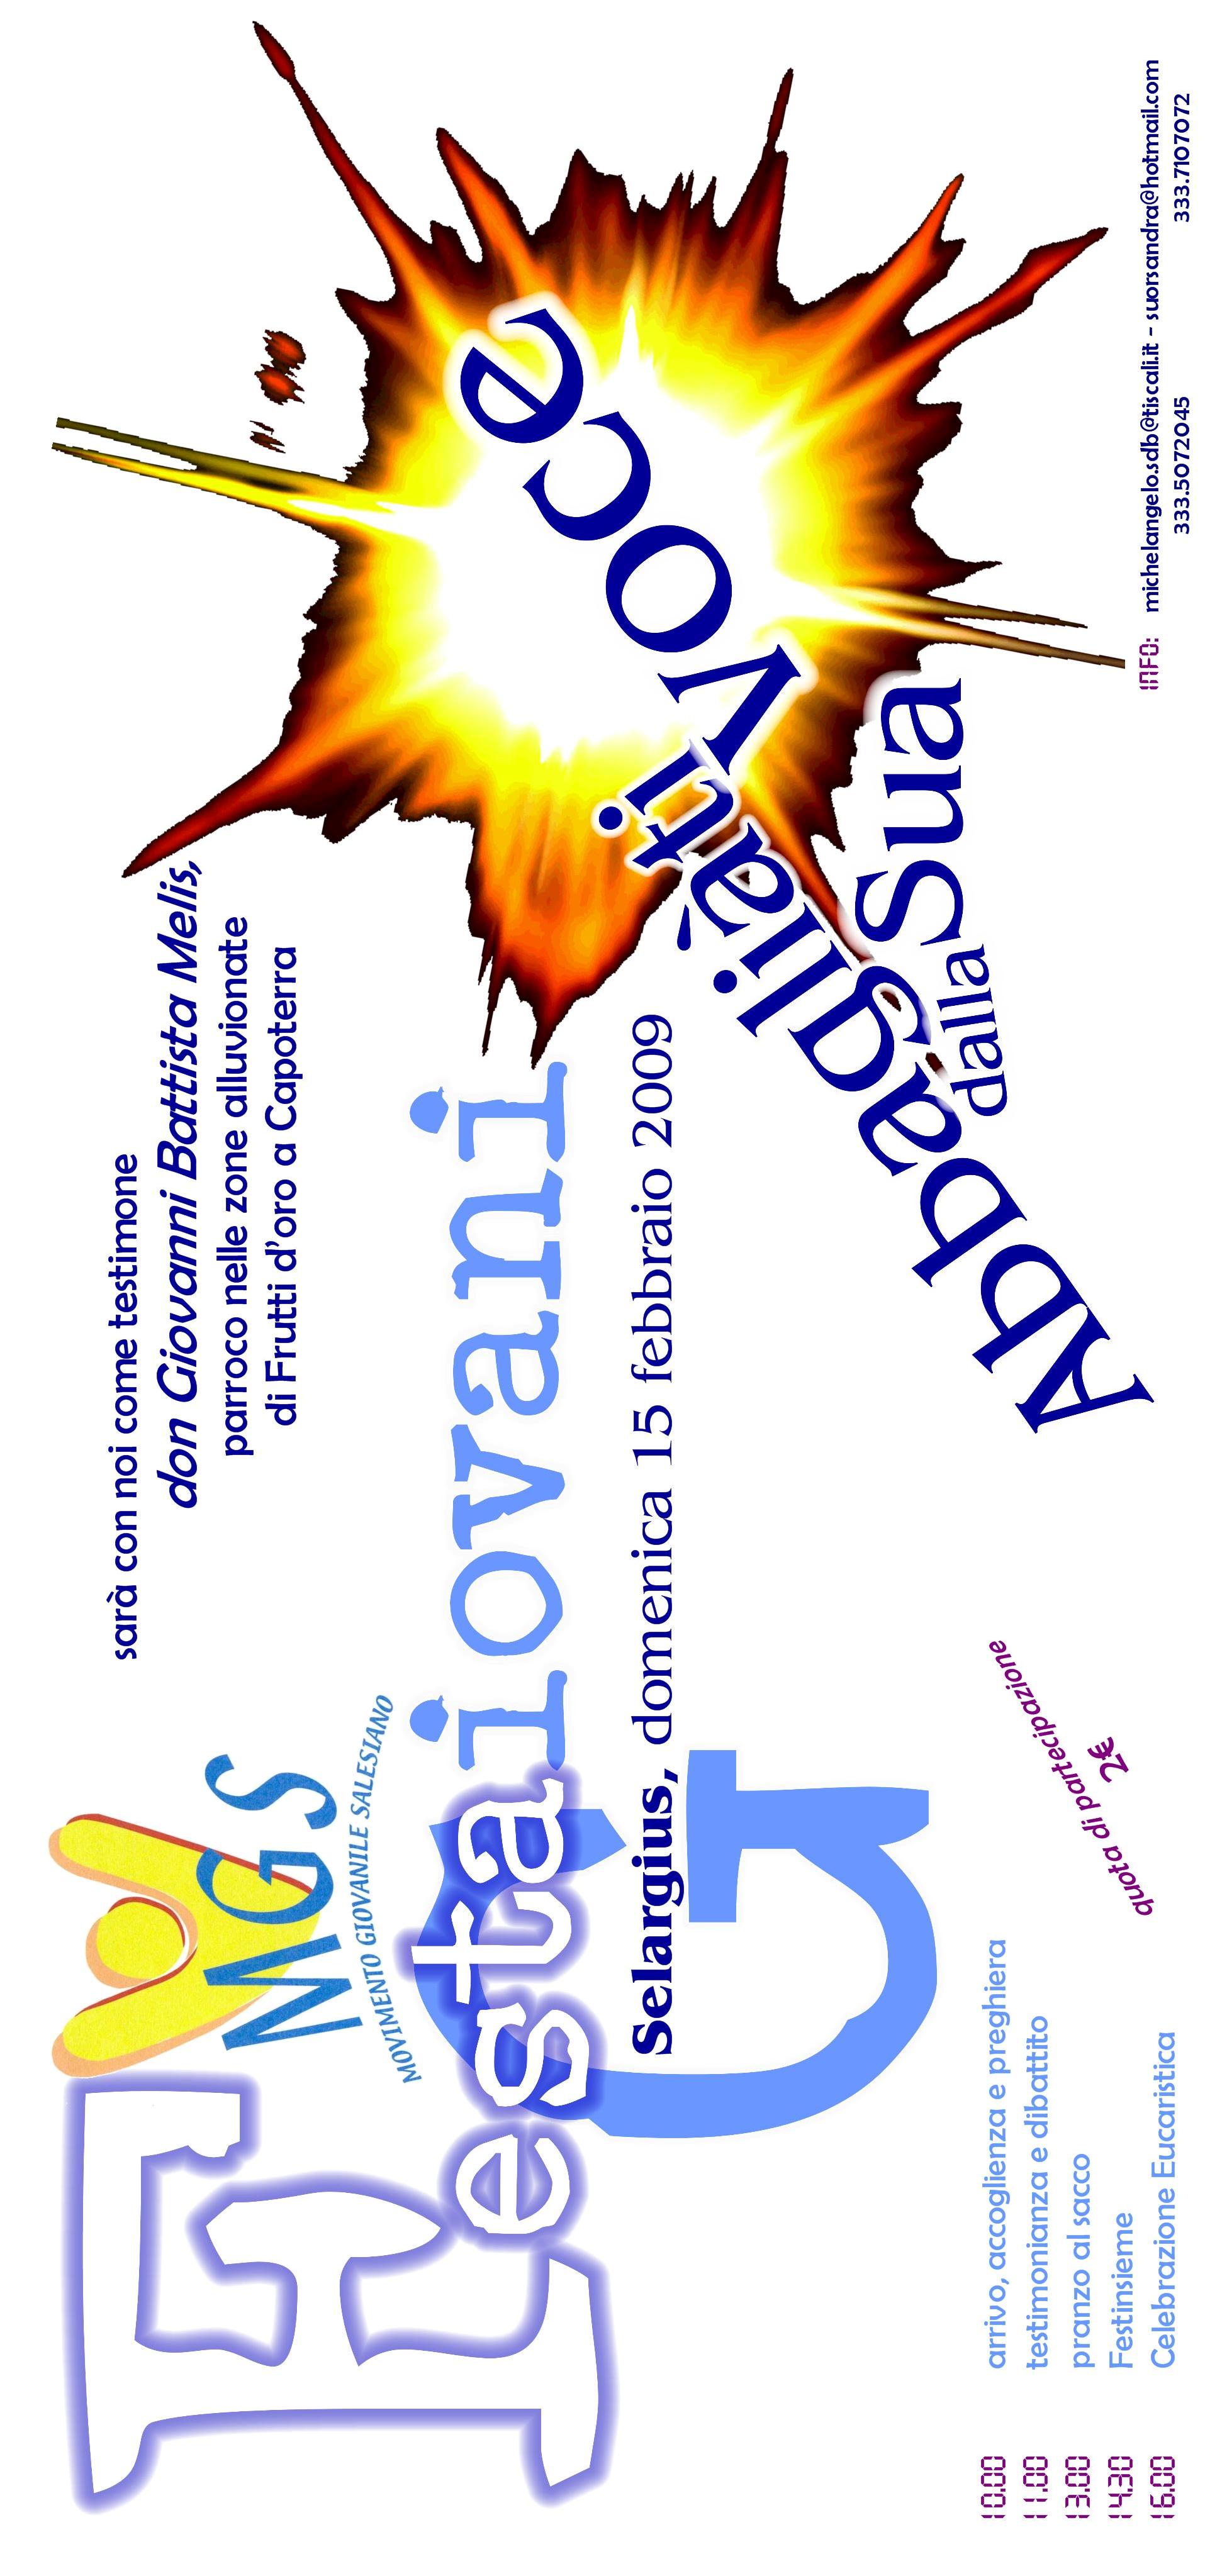 Festa Giovani
MGS
MOVIMENTO GIOVANILE SALESIANO
sarà con noi come testimone
don Giovanni Battista Melis,
parroco nelle zone alluvionate
di Frutti d'oro a Capoterra
Selargius, domenica 15 febbraio 2009
Abbagliàti
dalla Sua
voce
10.00 arrivo, accoglienza e preghiera
11.00 testimonianza e dibattito
13.00 pranzo al sacco
14.30 Festinsieme
16.00 Celebrazione Eucaristica
quota di partecipazione
2€
INFO: michelangelo.sdb@tiscali.it - suorsandra@hotmail.com
333.5072045 333.7107072